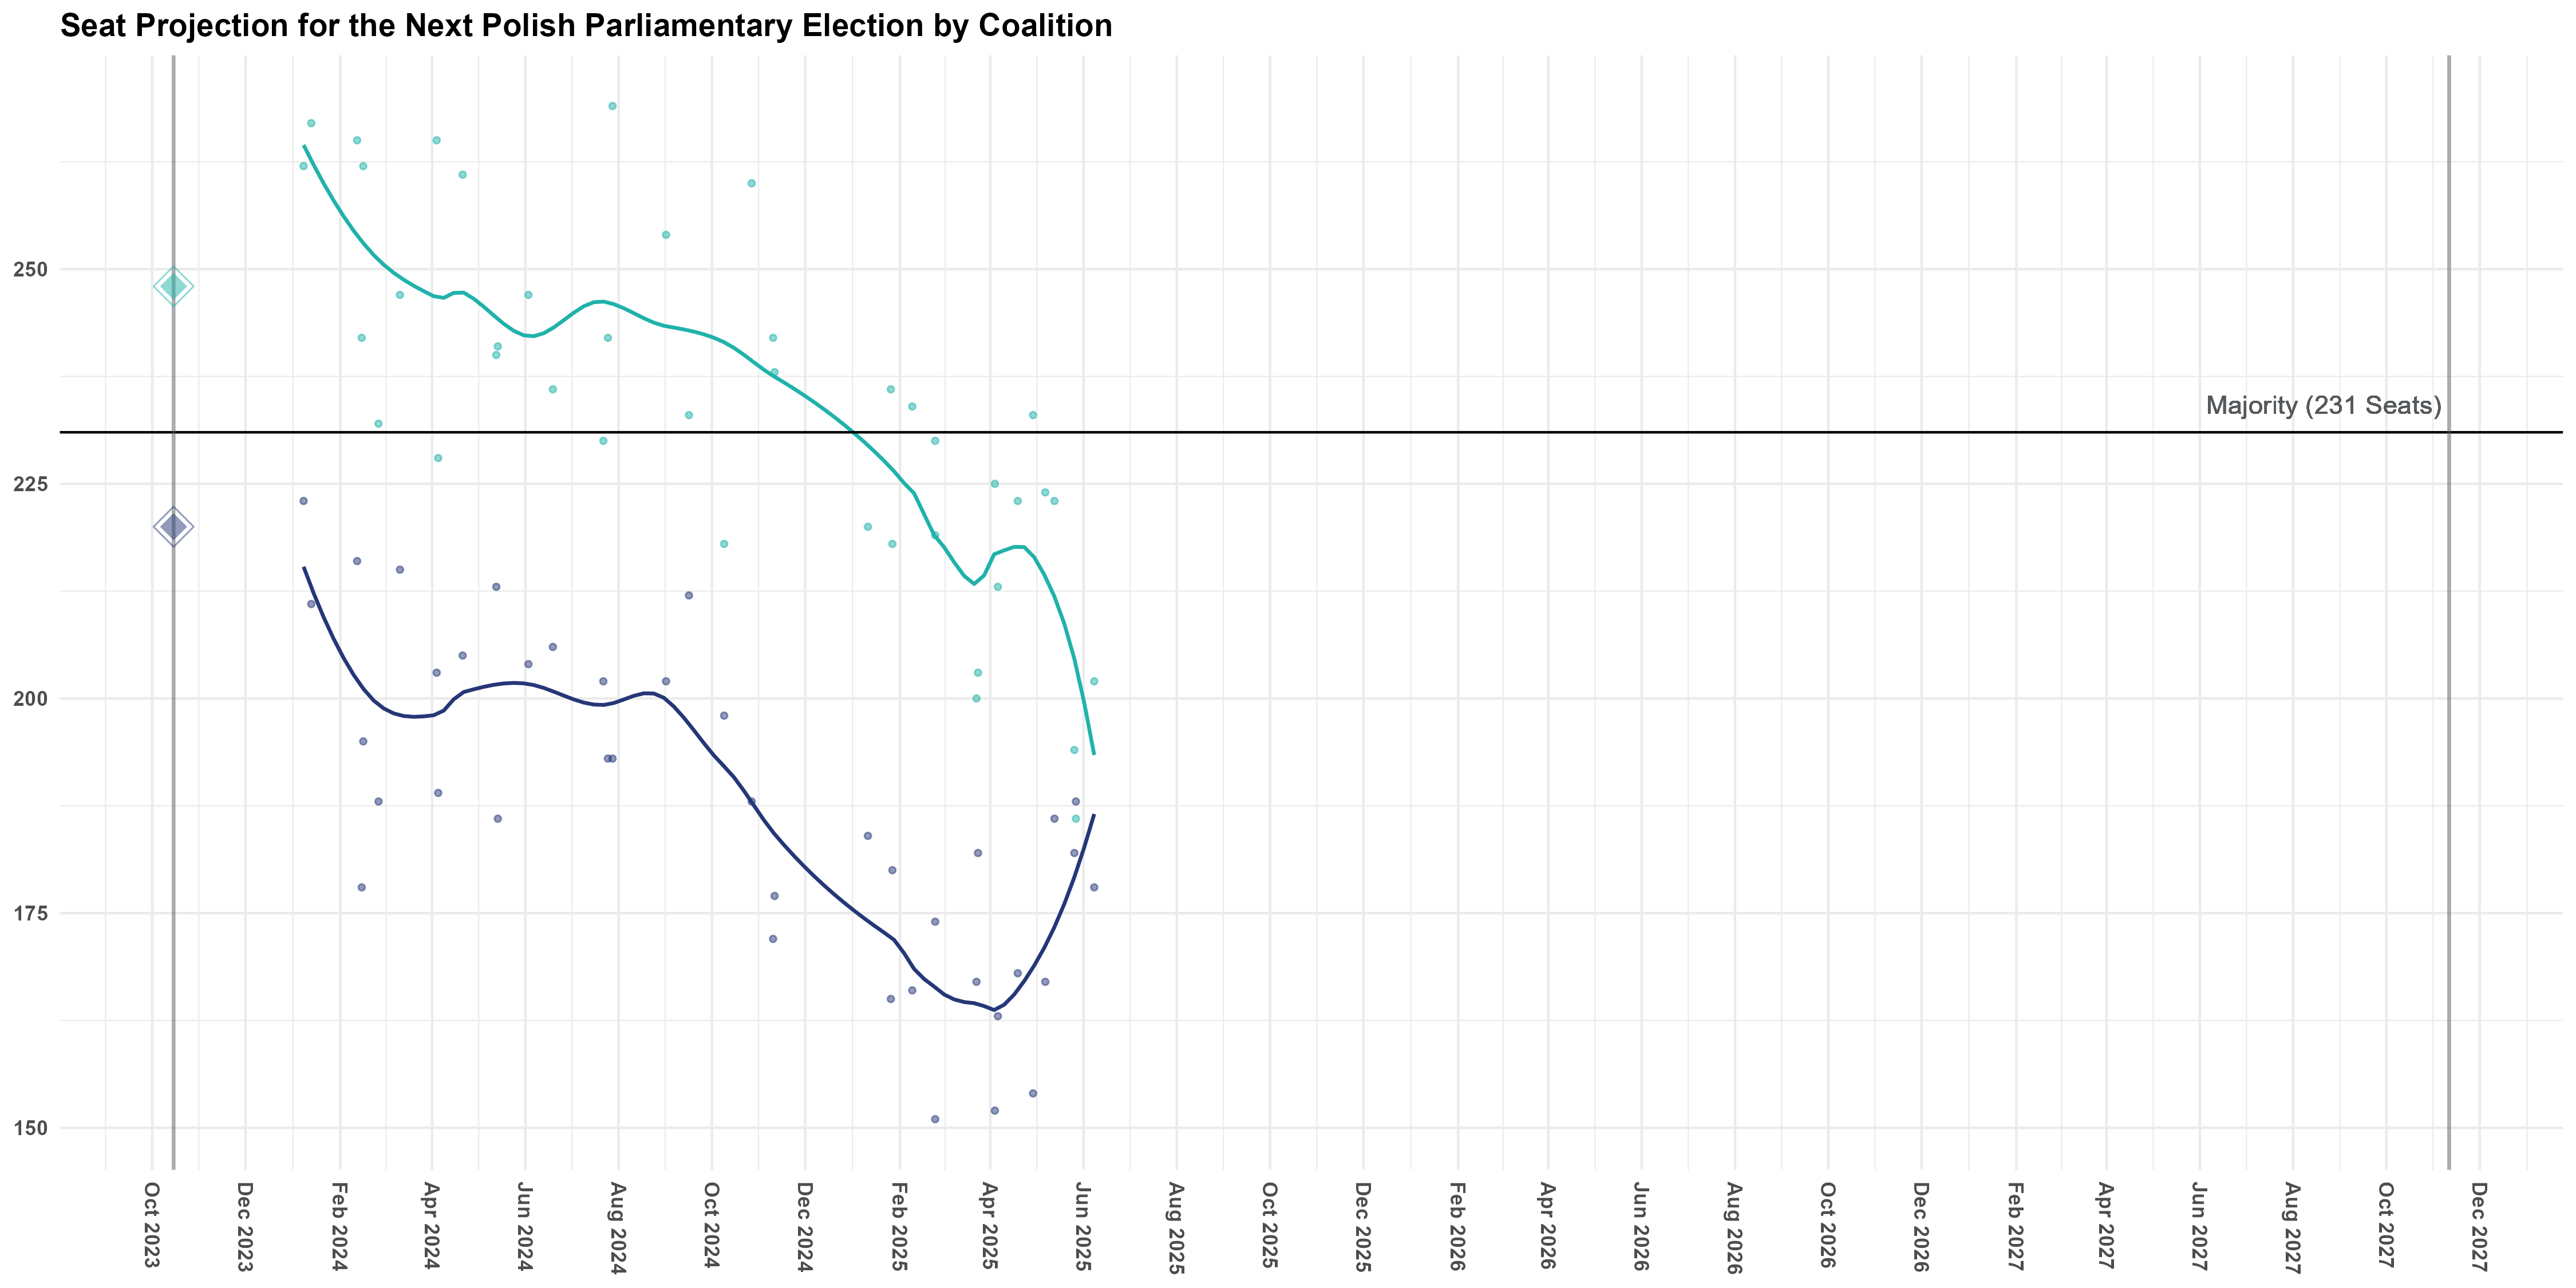 Seat Projection for the Next Polish Parliamentary Election by Coalition
250
225
200
175
150
Majority (231 Seats)
Oct 2023
Dec 2023
Feb 2024
Apr 2024
Jun 2024
Aug 2024
Oct 2024
Dec 2024
Feb 2025
Apr 2025
Jun 2025
Aug 2025
Oct 2025
Dec 2025
Feb 2026
Apr 2026
Jun 2026
Aug 2026
Oct 2026
Dec 2026
Feb 2027
Apr 2027
Jun 2027
Aug 2027
Oct 2027
Dec 2027